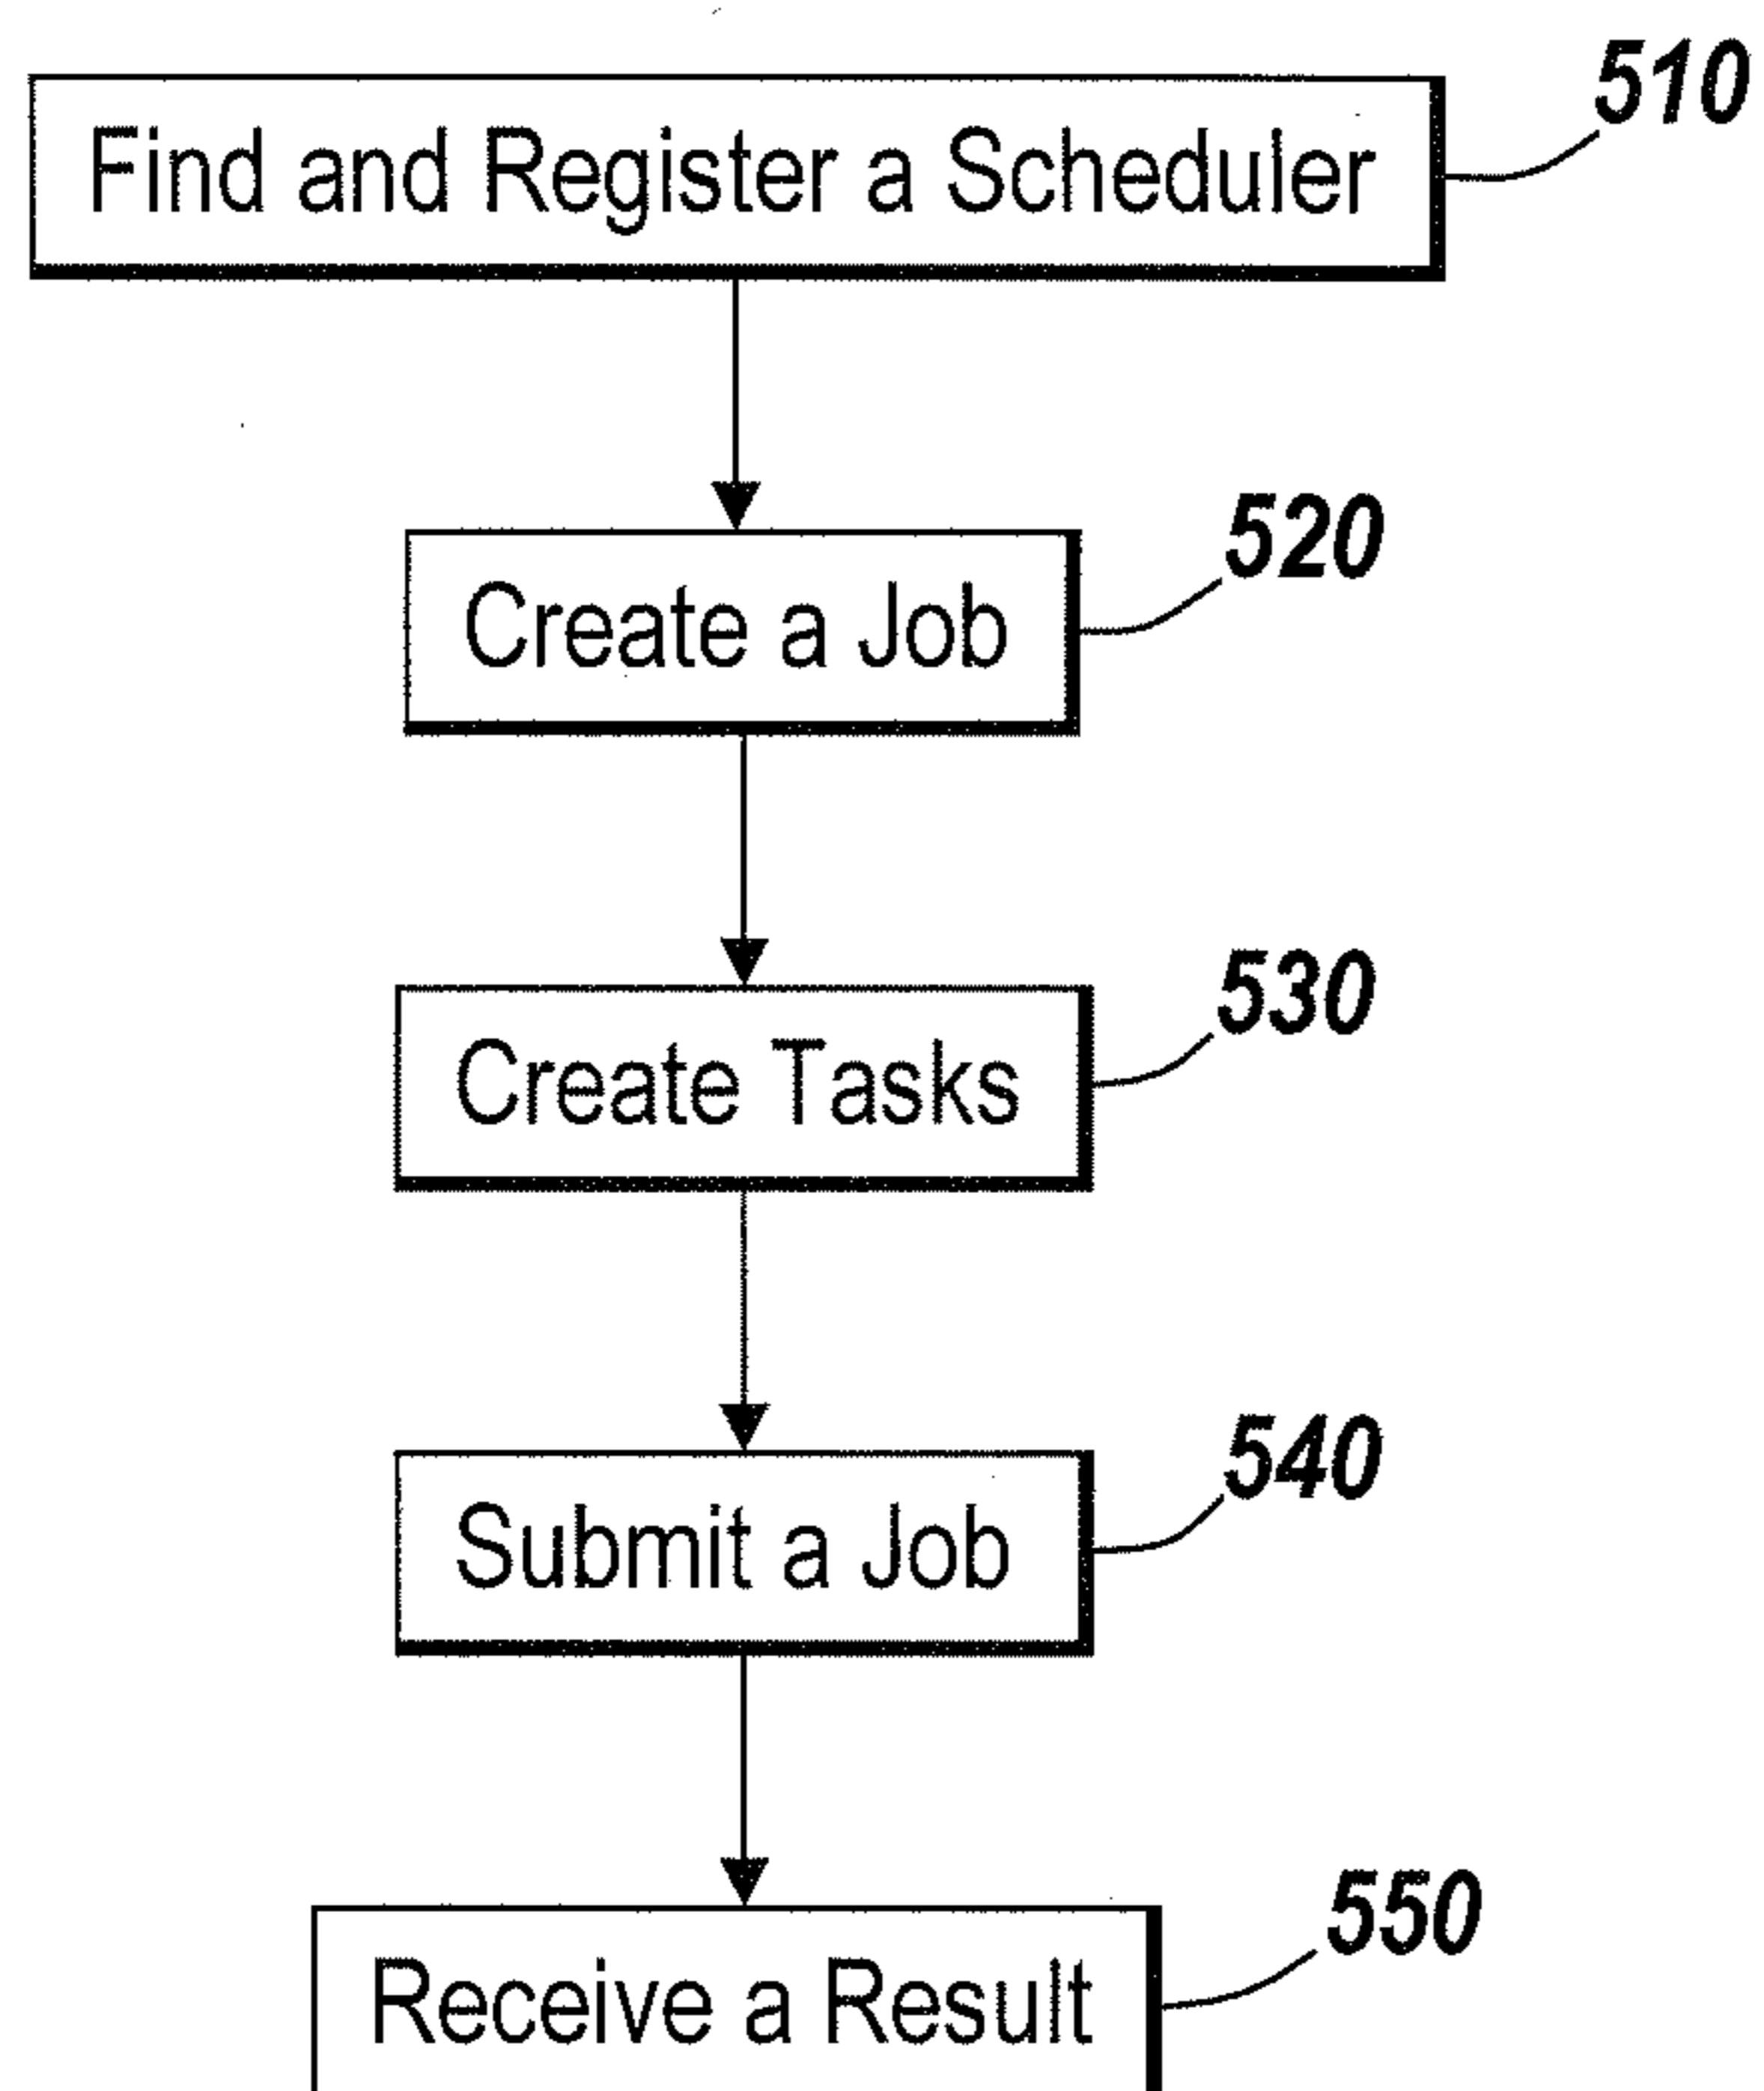 510
Find and Register a Scheduler
520
Create a Job
530
Create Tasks
540
Submit a Job
550
Receive a Result